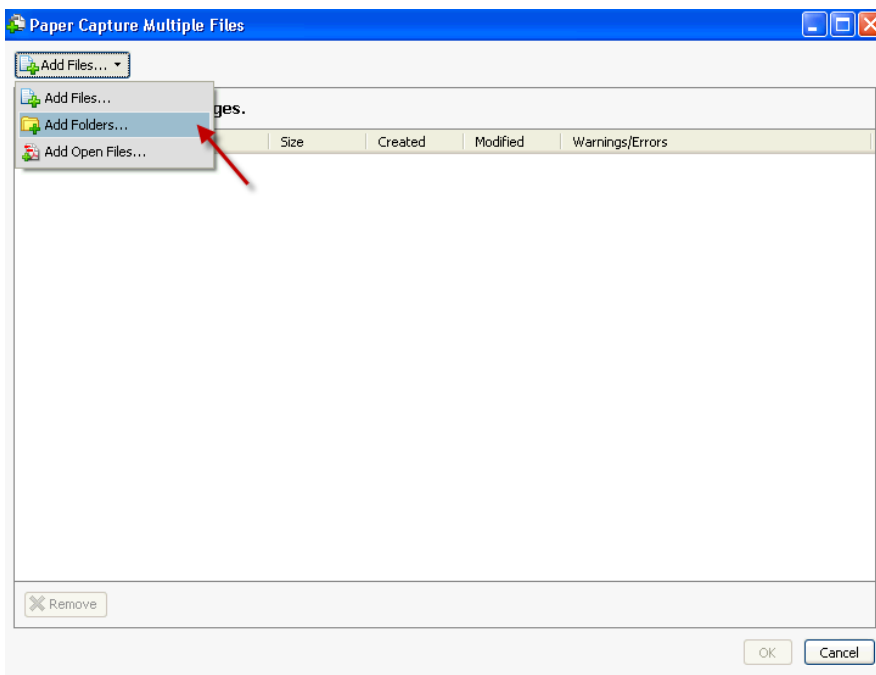 Paper Capture Multiple Files
Add Files...
Add Files...
Add Folders...
Add Open Files...
ges.
Size Created Modified Warnings/Errors
Remove
OK Cancel